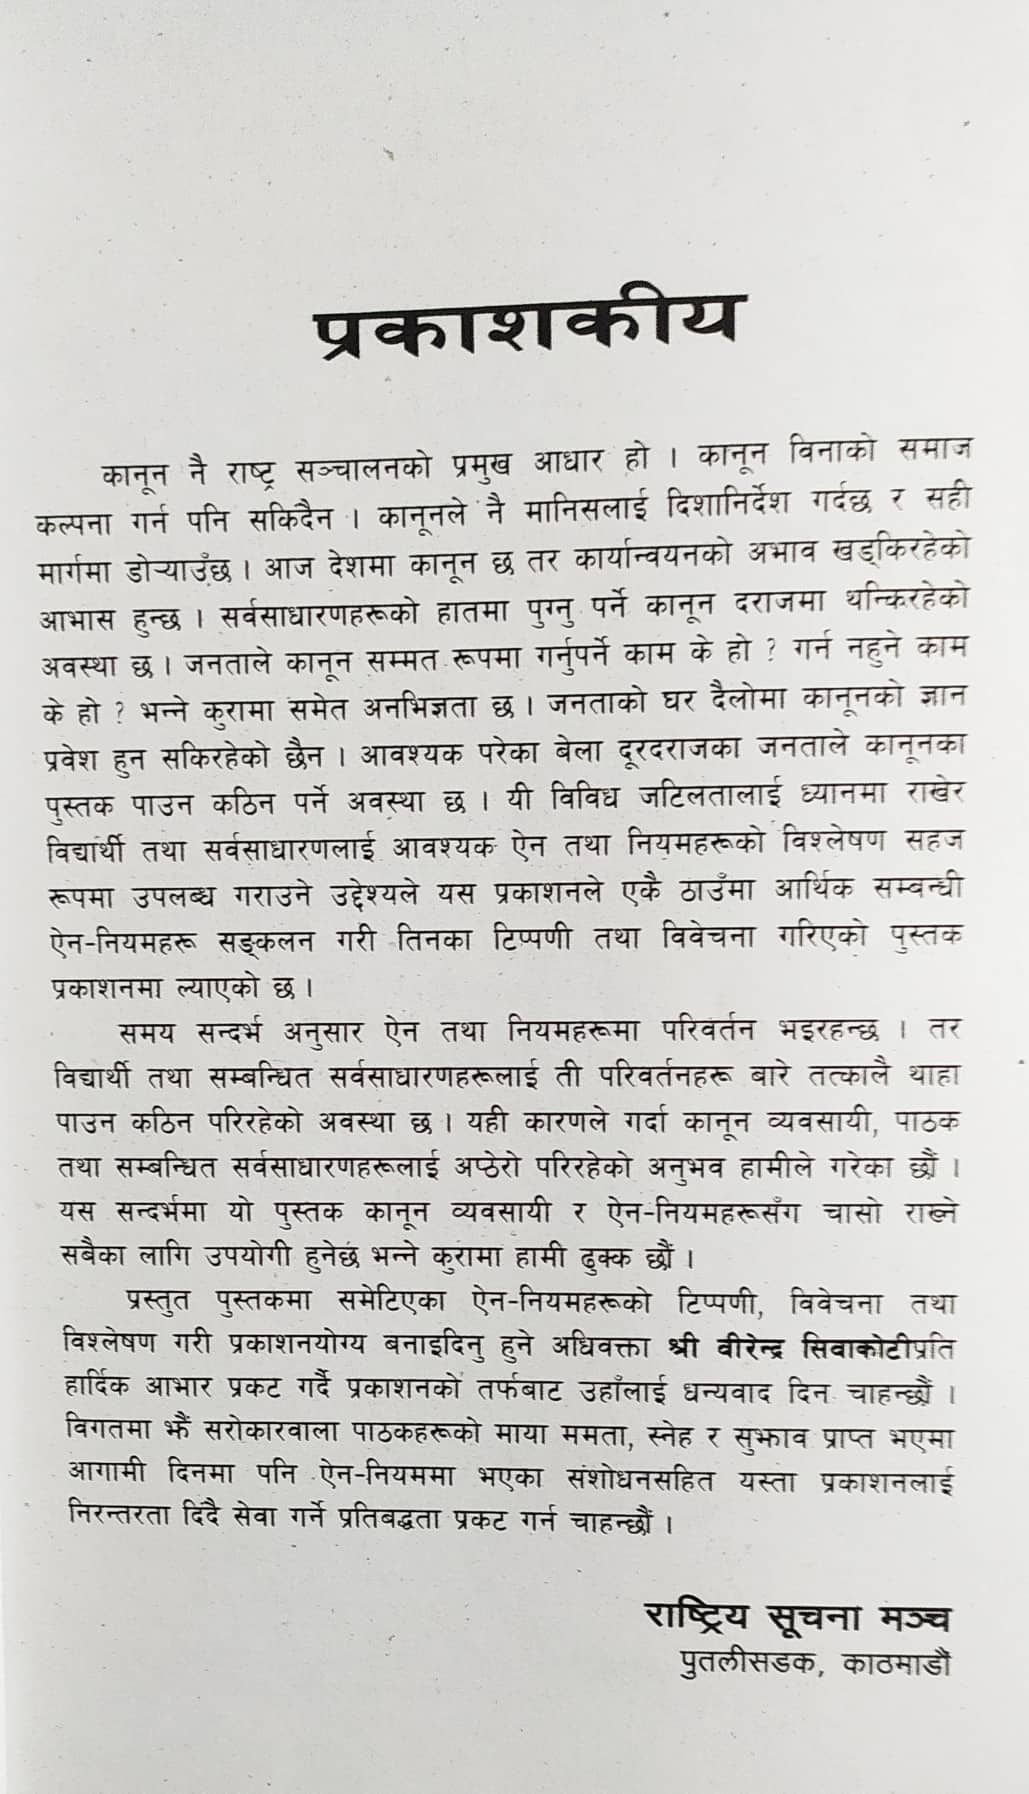 प्रकाशकीय
कानून नै राष्ट्र सञ्चालनको प्रमुख आधार हो । कानून विनाको समाज
कल्पना गर्न पनि सकिदैन । कानूनले नै मानिसलाई दिशानिर्देश गर्दछ र सही
मार्गमा डोर्‍याउँछ । आज देशमा कानून छ तर कार्यान्वयनको अभाव खड्किरहेको
आभास हुन्छ । सर्वसाधारणहरूको हातमा पुग्नु पर्ने कानून दराजमा थन्किरहेको
अवस्था छ । जनताले कानून सम्मत रूपमा गर्नुपर्ने काम के हो ? गर्न नहुने काम
के हो ? भन्ने कुरामा समेत अनभिज्ञता छ । जनताको घर दैलोमा कानूनको ज्ञान
प्रवेश हुन सकिरहेको छैन । आवश्यक परेका बेला दूरदराजका जनताले कानूनका
पुस्तक पाउन कठिन पर्ने अवस्था छ । यी विविध जटिलतालाई ध्यानमा राखेर
विद्यार्थी तथा सर्वसाधारणलाई आवश्यक ऐन तथा नियमहरूको विश्लेषण सहज
रूपमा उपलब्ध गराउने उद्देश्यले यस प्रकाशनले एकै ठाउँमा आर्थिक सम्बन्धी
ऐन-नियमहरू सङ्कलन गरी तिनका टिप्पणी तथा विवेचना गरिएको पुस्तक
प्रकाशनमा ल्याएको छ ।
समय सन्दर्भ अनुसार ऐन तथा नियमहरूमा परिवर्तन भइरहन्छ । तर
विद्यार्थी तथा सम्बन्धित सर्वसाधारणहरूलाई ती परिवर्तनहरू बारे तत्कालै थाहा
पाउन कठिन परिरहेको अवस्था छ । यही कारणले गर्दा कानून व्यवसायी, पाठक
तथा सम्बन्धित सर्वसाधारणहरूलाई अप्ठेरो परिरहेको अनुभव हामीले गरेका छौं ।
यस सन्दर्भमा यो पुस्तक कानून व्यवसायी र ऐन-नियमहरूसँग चासो राख्ने
सबैका लागि उपयोगी हुनेछ भन्ने कुरामा हामी ढुक्क छौं ।
प्रस्तुत पुस्तकमा समेटिएका ऐन-नियमहरूको टिप्पणी, विवेचना तथा
विश्लेषण गरी प्रकाशनयोग्य बनाइदिनु हुने अधिवक्ता श्री वीरेन्द्र सिवाकोटीप्रति
हार्दिक आभार प्रकट गर्दै प्रकाशनको तर्फबाट उहाँलाई धन्यवाद दिन चाहन्छौं ।
विगतमा झैं सरोकारवाला पाठकहरूको माया ममता, स्नेह र सुझाव प्राप्त भएमा
आगामी दिनमा पनि ऐन-नियममा भएका संशोधनसहित यस्ता प्रकाशनलाई
निरन्तरता दिदै सेवा गर्ने प्रतिबद्धता प्रकट गर्न चाहन्छौं ।
राष्ट्रिय सूचना मञ्च
पुतलीसडक, काठमाडौं